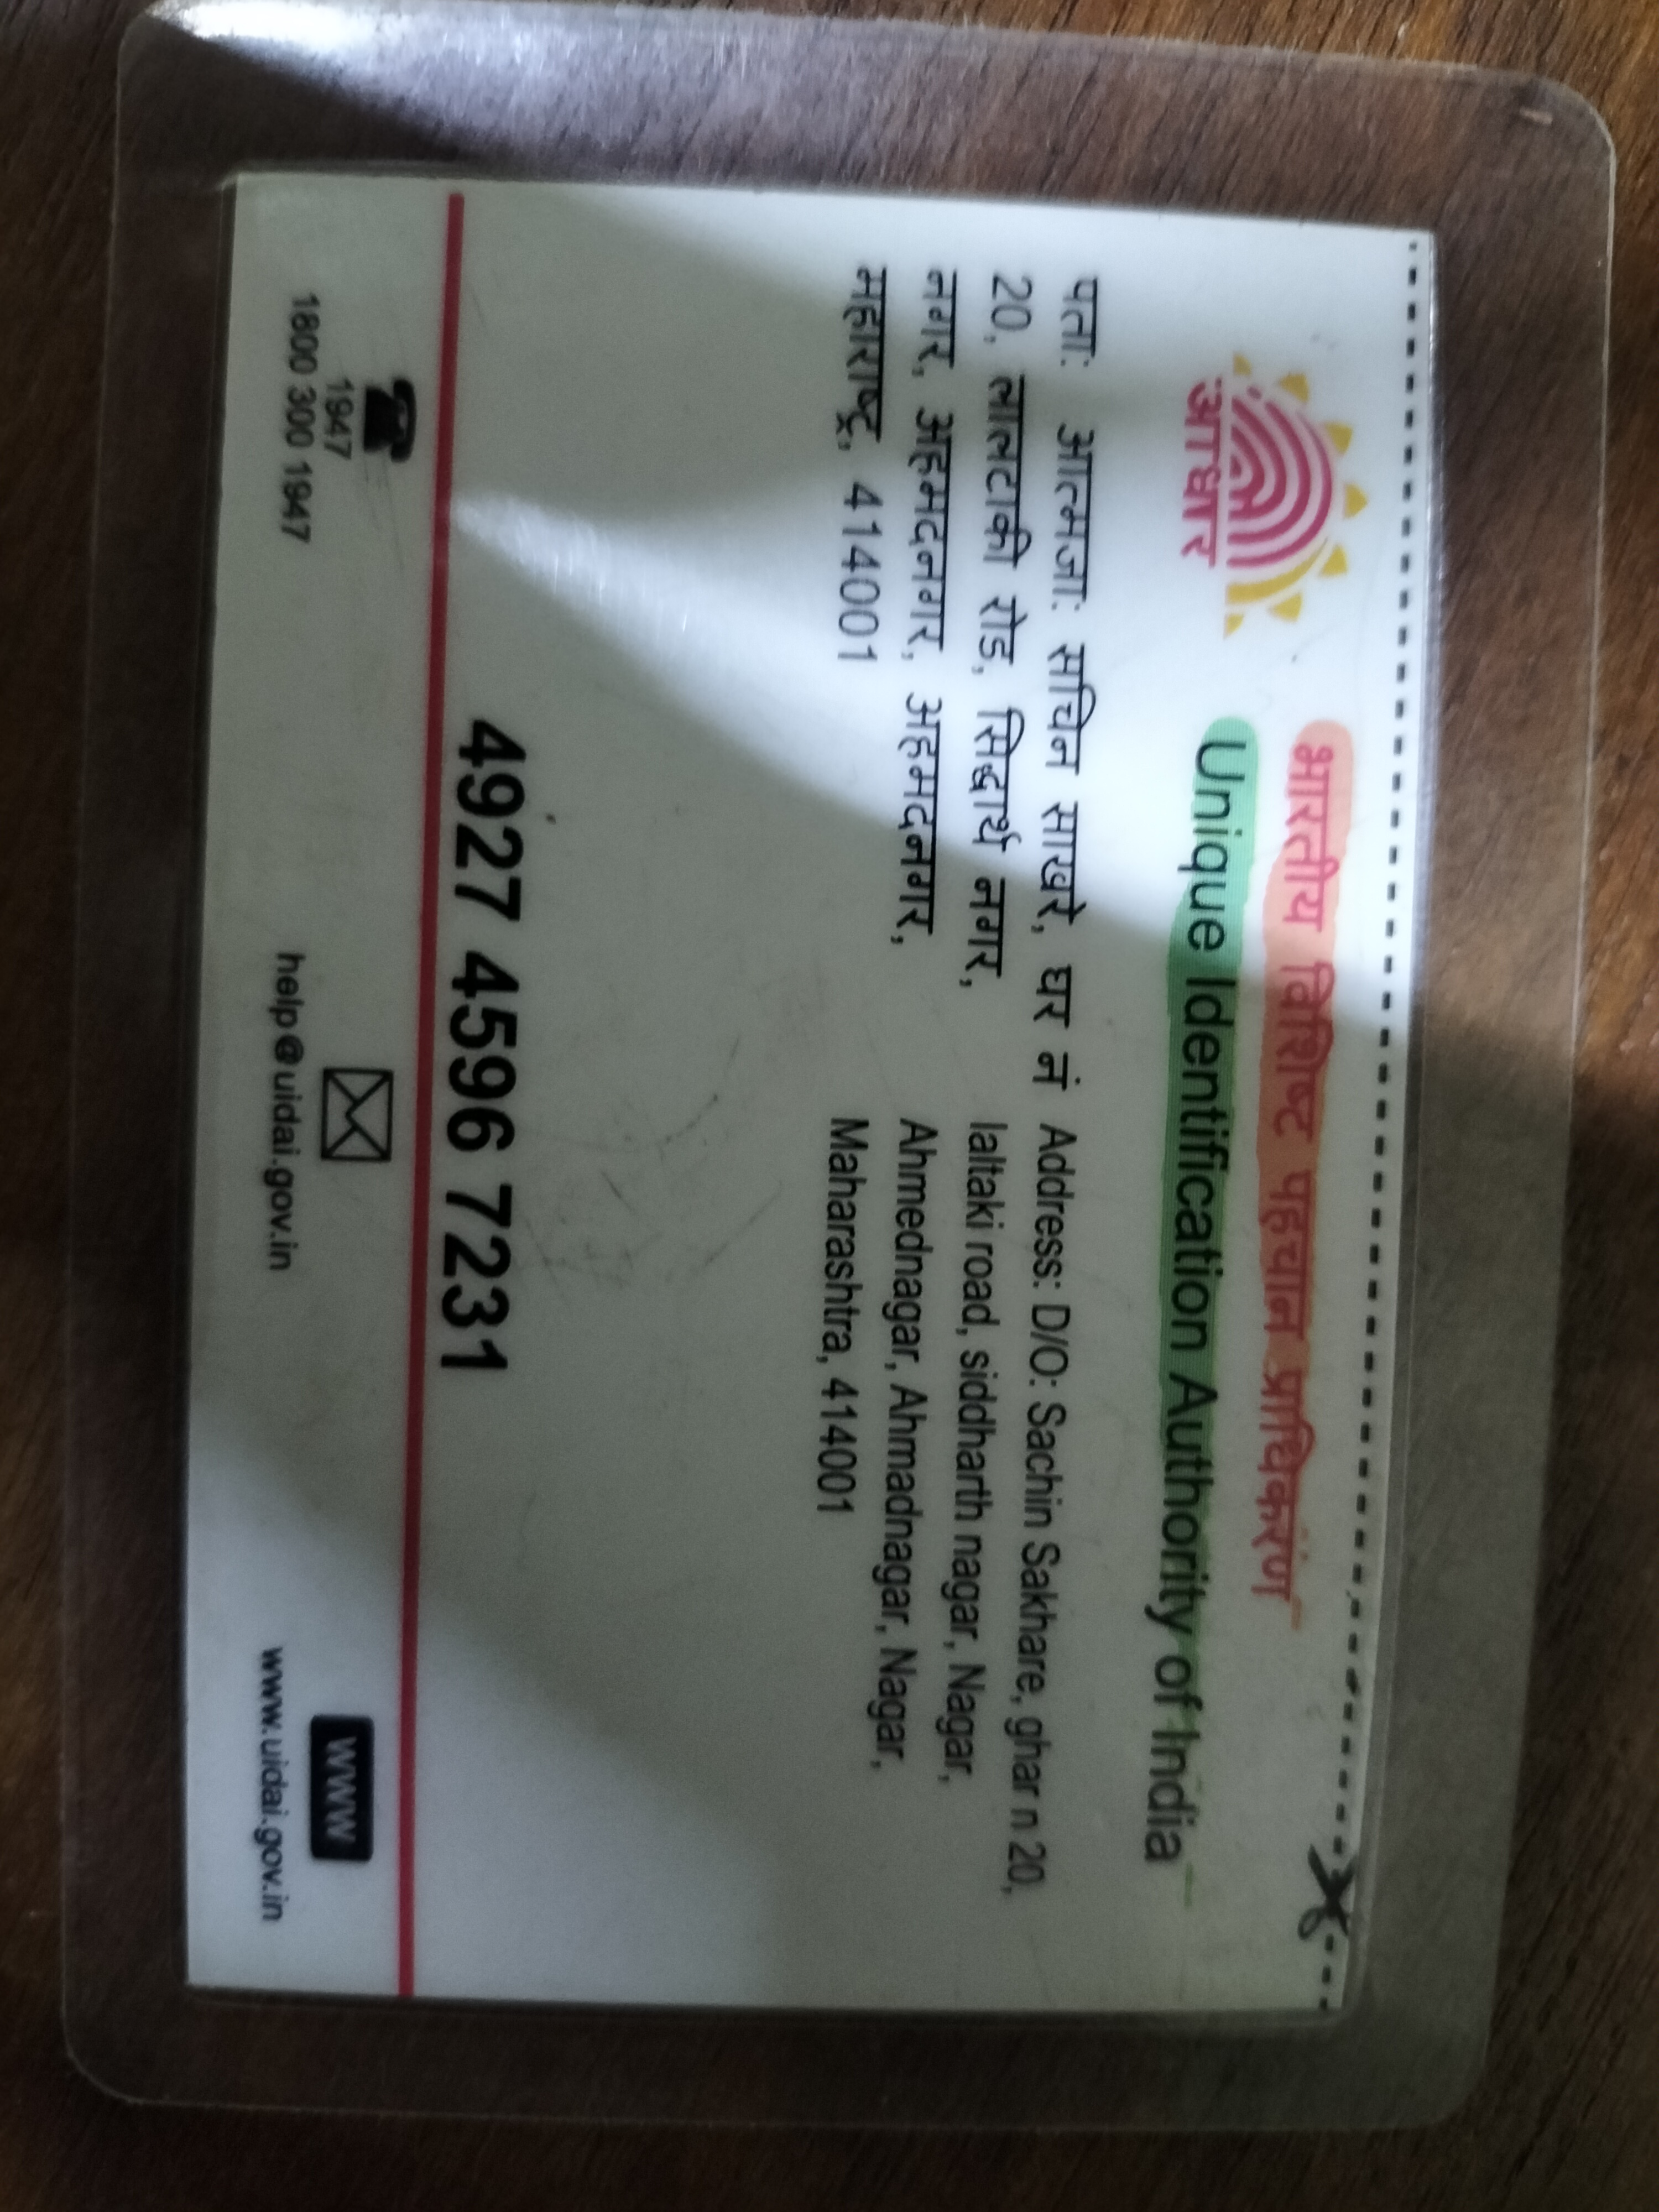 भारतीय विशिष्ट पहचान प्राधिकरण
Unique Identification Authority of India
आधार
पता: आत्मजा: सचिन साखरे, घर नं
20, लालटाकी रोड, सिद्धार्थ नगर,
नगर, अहमदनगर, अहमदनगर,
महाराष्ट्र, 414001
Address: D/O: Sachin Sakhare, ghar n 20,
laltaki road, siddharth nagar, Nagar,
Ahmednagar, Ahmadnagar, Nagar,
Maharashtra, 414001
4927 4596 7231
1947
1800 300 1947
help@uidai.gov.in
WWW
www.uidai.gov.in